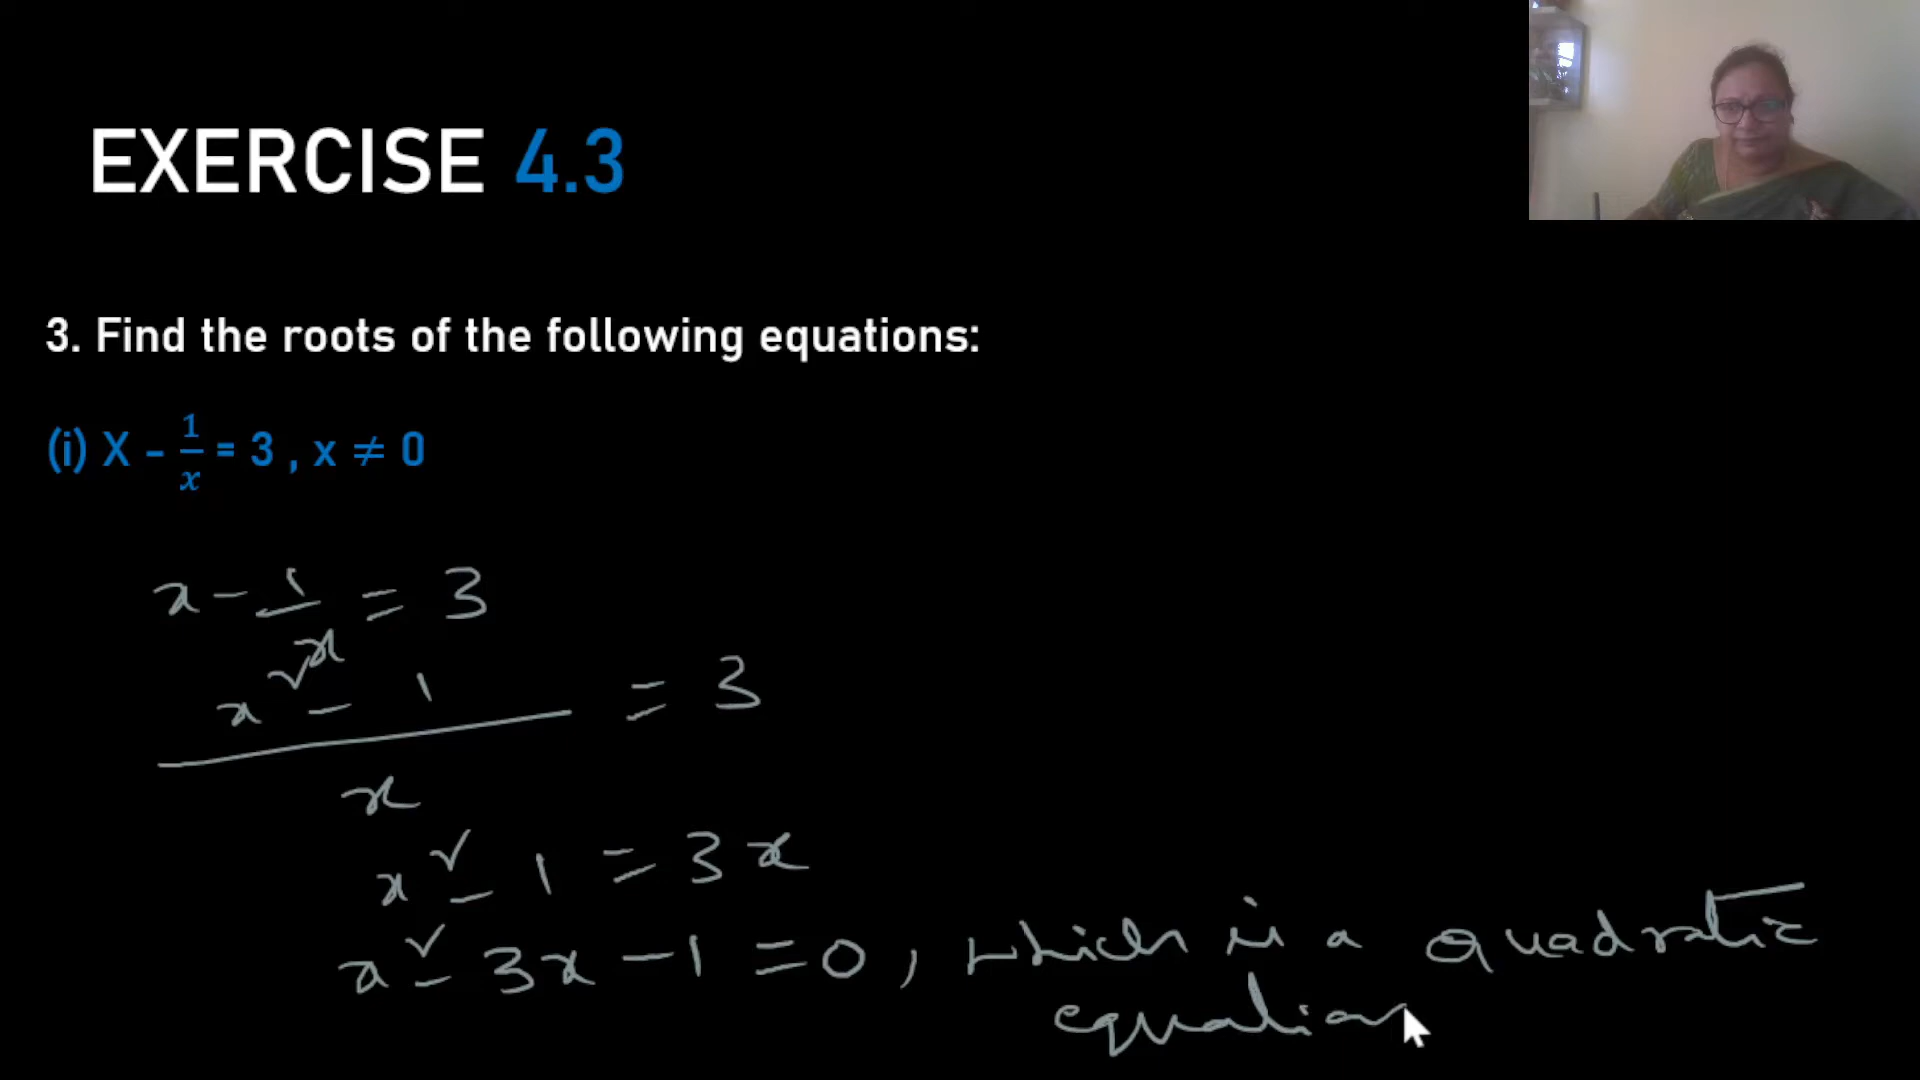 EXERCISE 4.3
3. Find the roots of the following equations:
(i) X - 1/x = 3 , x ≠ 0
x - 1/x = 3
x² - 1 / x = 3
x² - 1 = 3x
x² - 3x - 1 = 0 , which is a quadratic
equation